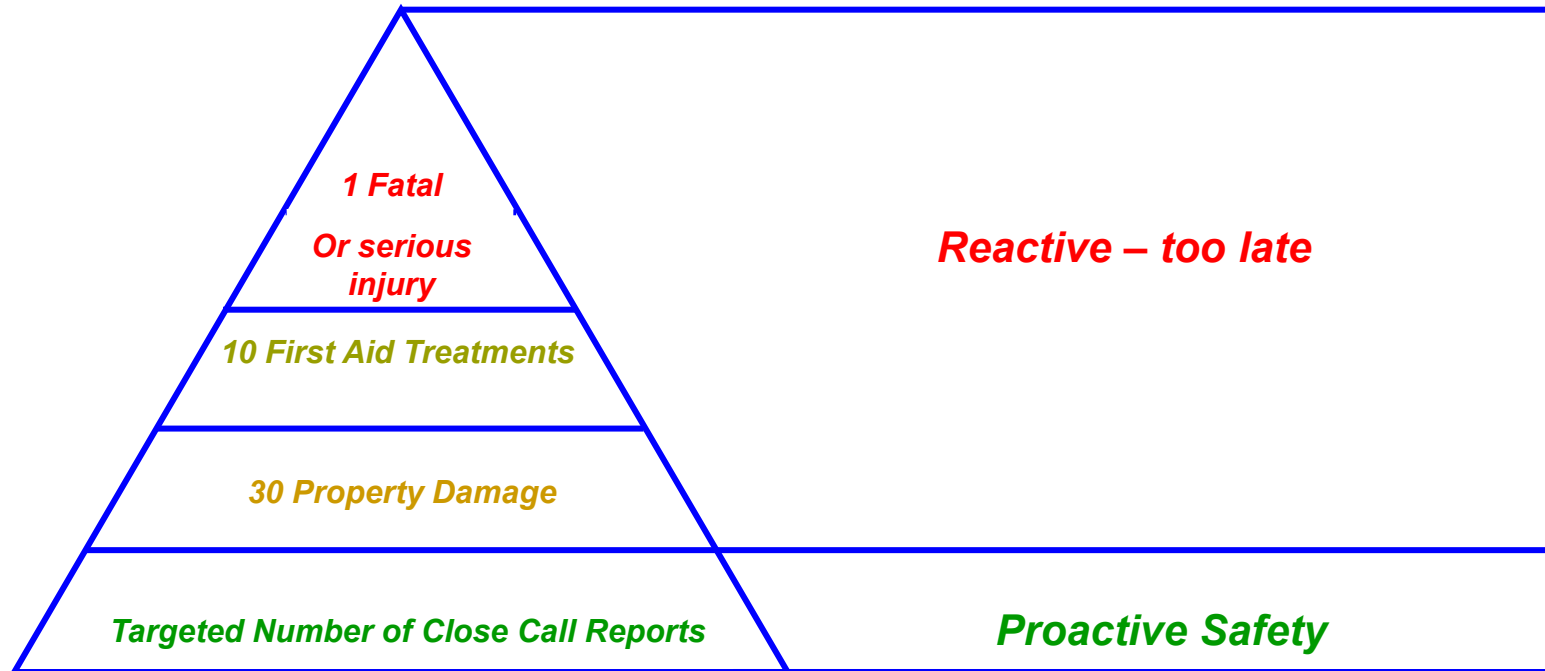 1 Fatal
Or serious
injury
Reactive – too late
10 First Aid Treatments
30 Property Damage
Targeted Number of Close Call Reports
Proactive Safety